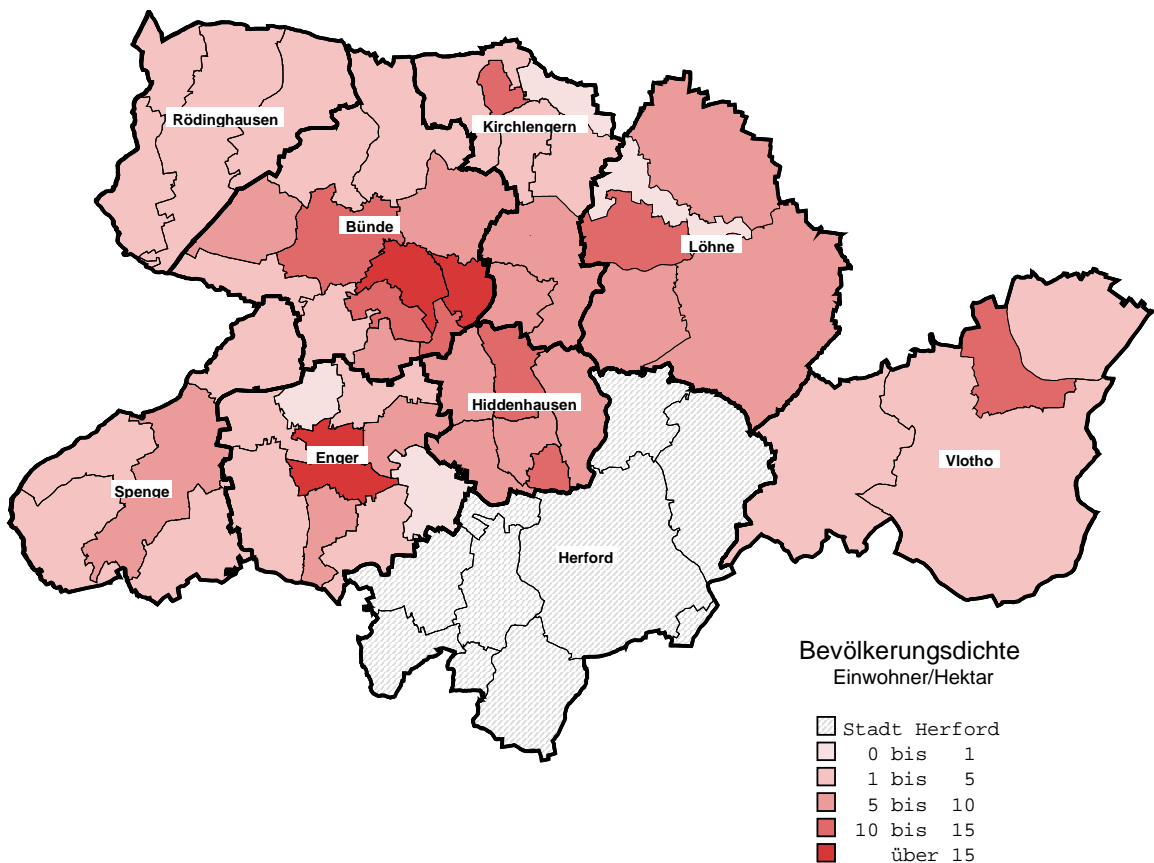 Rödinghausen
Kirchlengern
Bünde
Löhne
Hiddenhausen
Enger
Spenge
Vlotho
Herford
Bevölkerungsdichte
Einwohner/Hektar
Stadt Herford
0 bis 1
1 bis 5
5 bis 10
10 bis 15
über 15